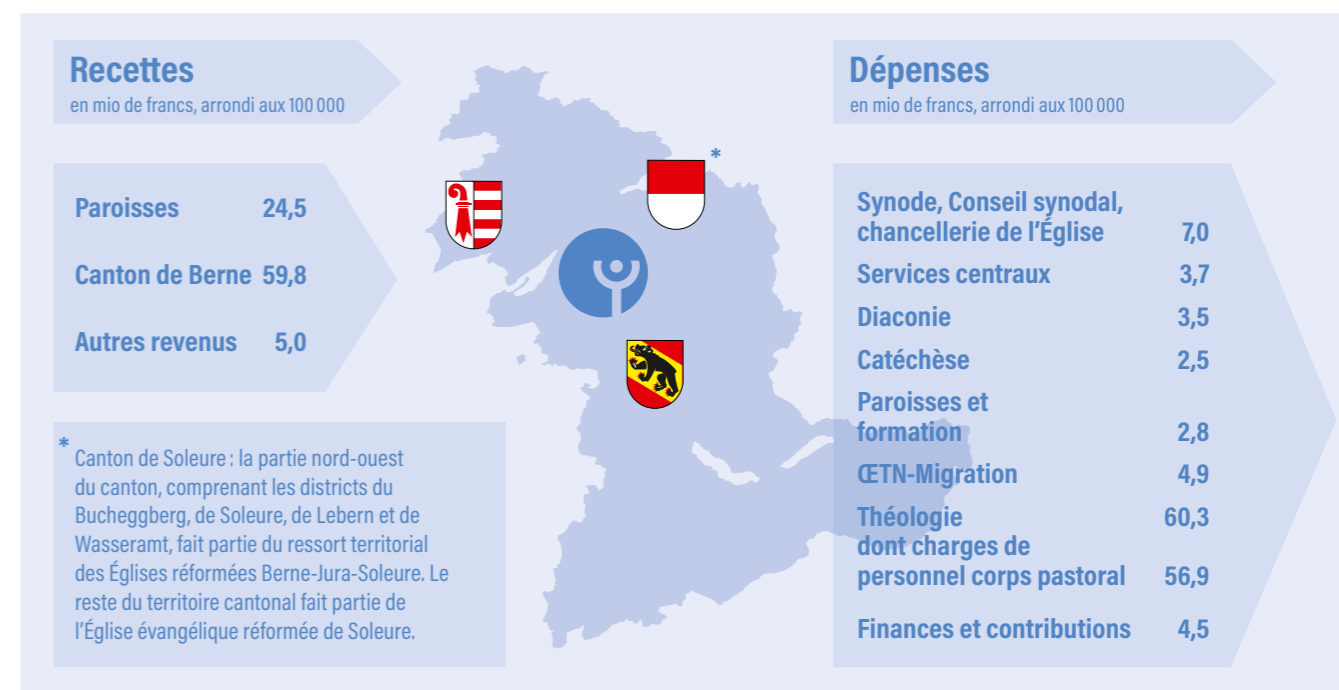 Recettes
en mio de francs, arrondi aux 100 000
Paroisses 24,5
Canton de Berne 59,8
Autres revenus 5,0
*
* Canton de Soleure : la partie nord-ouest
du canton, comprenant les districts du
Bucheggberg, de Soleure, de Lebern et de
Wasseramt, fait partie du ressort territorial
des Églises réformées Berne-Jura-Soleure. Le
reste du territoire cantonal fait partie de
l’Église évangélique réformée de Soleure.
Dépenses
en mio de francs, arrondi aux 100 000
Synode, Conseil synodal,
chancellerie de l’Église 7,0
Services centraux 3,7
Diaconie 3,5
Catéchèse 2,5
Paroisses et
formation 2,8
ŒTN-Migration 4,9
Théologie 60,3
dont charges de
personnel corps pastoral 56,9
Finances et contributions 4,5